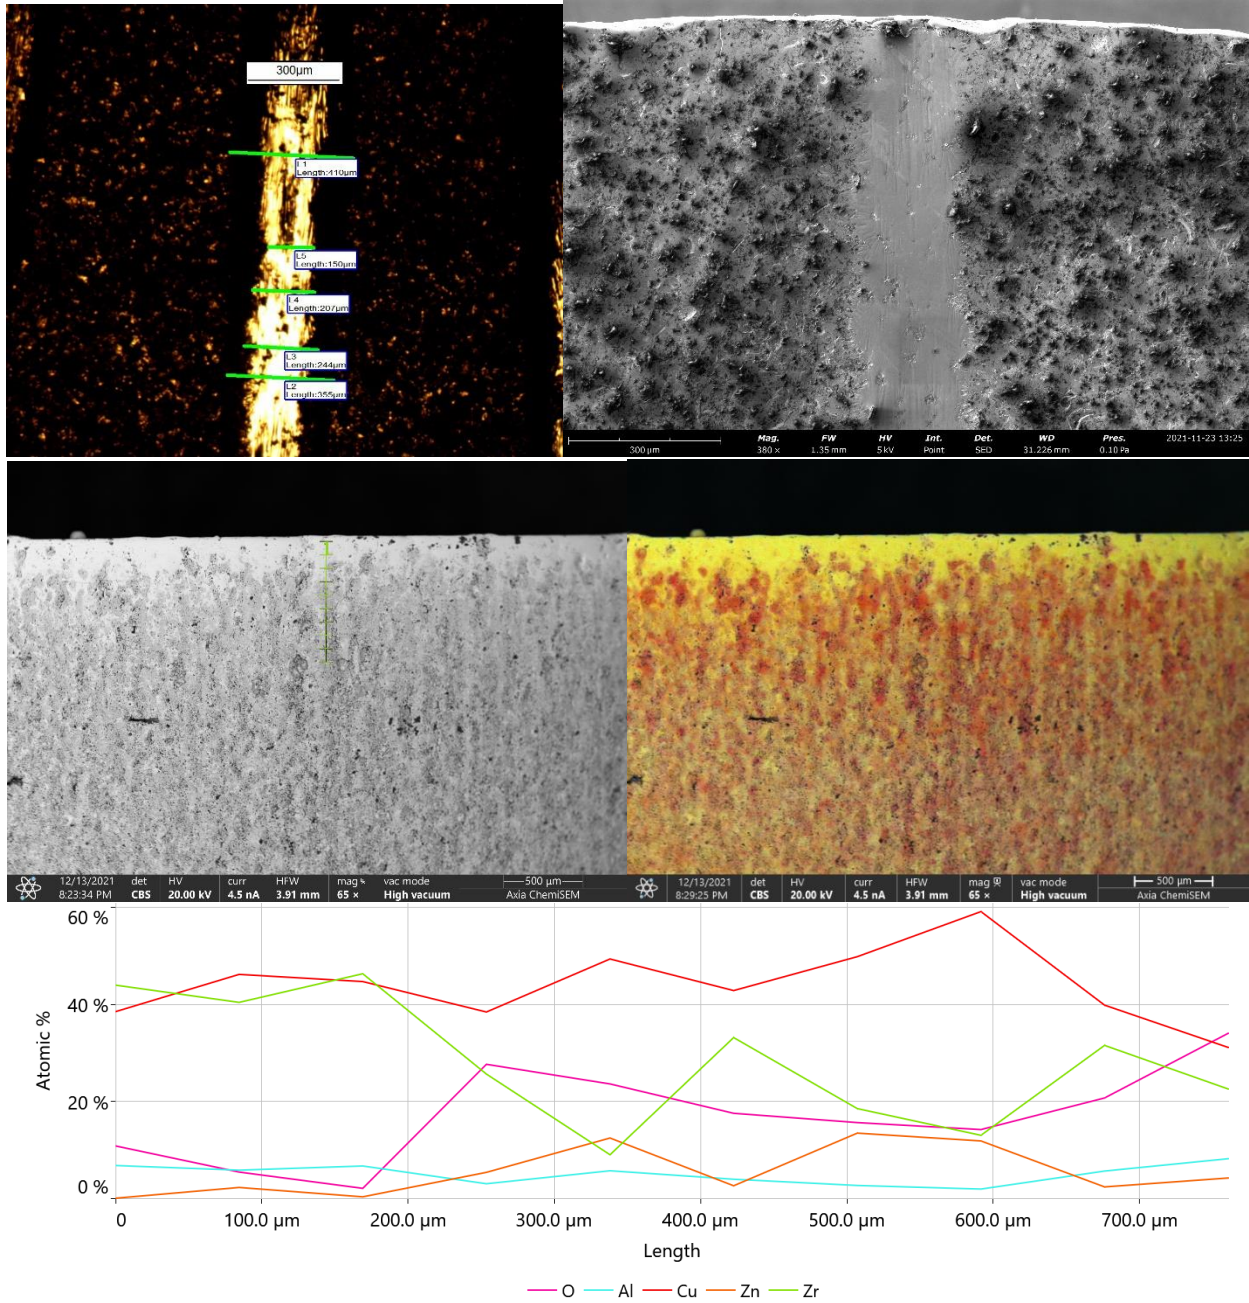 300µm
L1
Length:410µm
L5
Length:150µm
L4
Length:207µm
L3
Length:244µm
L2
Length:355µm
300 µm
Mag. FW HV Int. Det. WD Pres. 2021-11-23 13:25
380 × 1.35 mm 5 kV Point SED 31.226 mm 0.10 Pa
12/13/2021 det HV curr HFW mag vac mode 500 µm
8:23:34 PM CBS 20.00 kV 4.5 nA 3.91 mm 65 × High vacuum Axia ChemiSEM
12/13/2021 det HV curr HFW mag vac mode 500 µm
8:29:25 PM CBS 20.00 kV 4.5 nA 3.91 mm 65 × High vacuum Axia ChemiSEM
60 %
40 %
20 %
0 %
Atomic %
0 100.0 µm 200.0 µm 300.0 µm 400.0 µm 500.0 µm 600.0 µm 700.0 µm
Length
O Al Cu Zn Zr